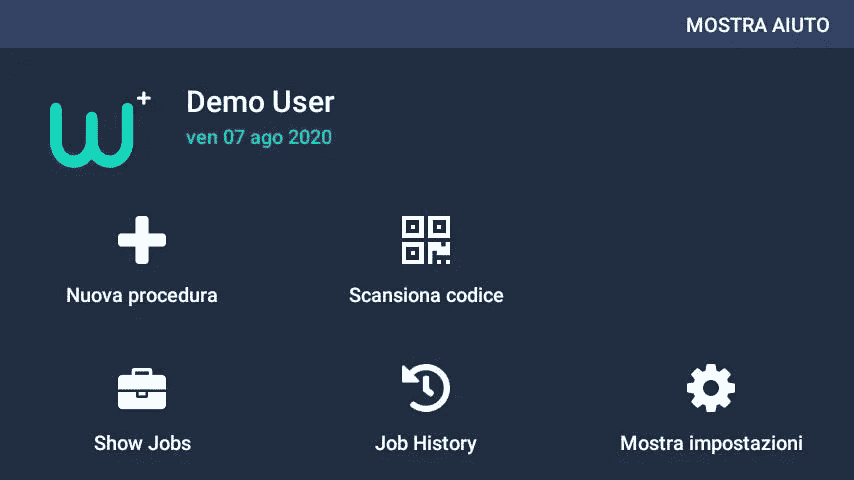 MOSTRA AIUTO
Demo User
ven 07 ago 2020
Nuova procedura
Scansiona codice
Show Jobs
Job History
Mostra impostazioni